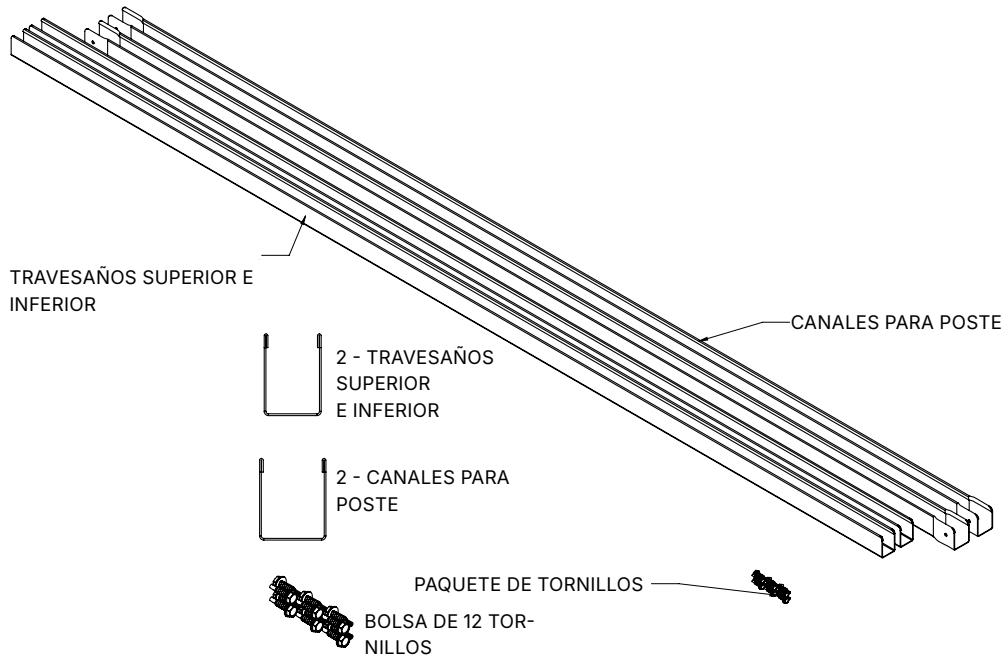 TRAVESAÑOS SUPERIOR E
INFERIOR
CANALES PARA POSTE
2 - TRAVESAÑOS
SUPERIOR
E INFERIOR
2 - CANALES PARA
POSTE
PAQUETE DE TORNILLOS
BOLSA DE 12 TOR-
NILLOS